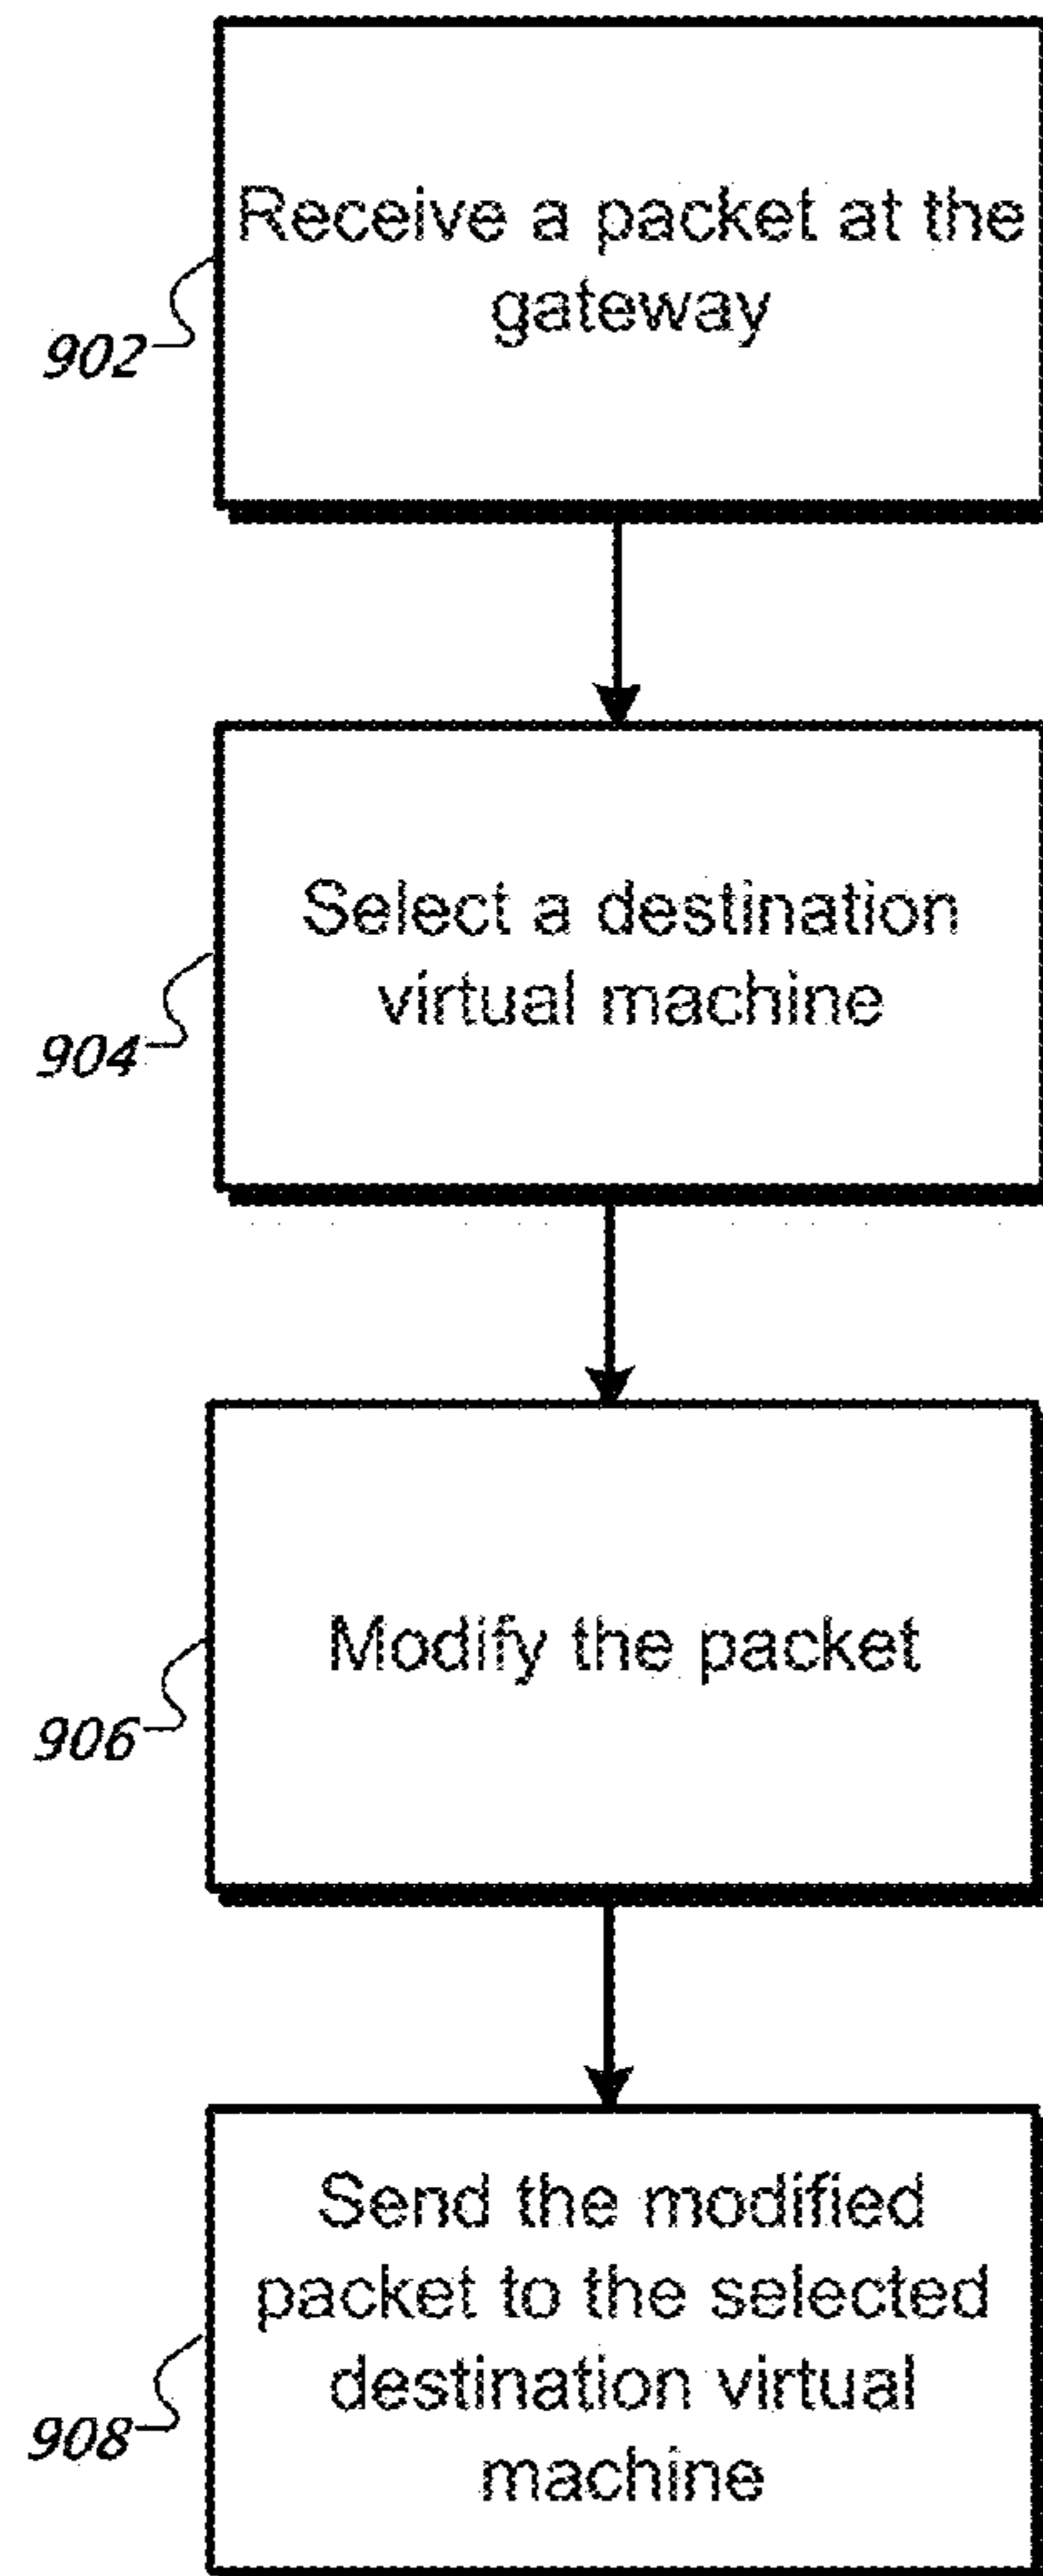 Receive a packet at the
gateway
902
Select a destination
virtual machine
904
Modify the packet
906
Send the modified
packet to the selected
destination virtual
machine
908